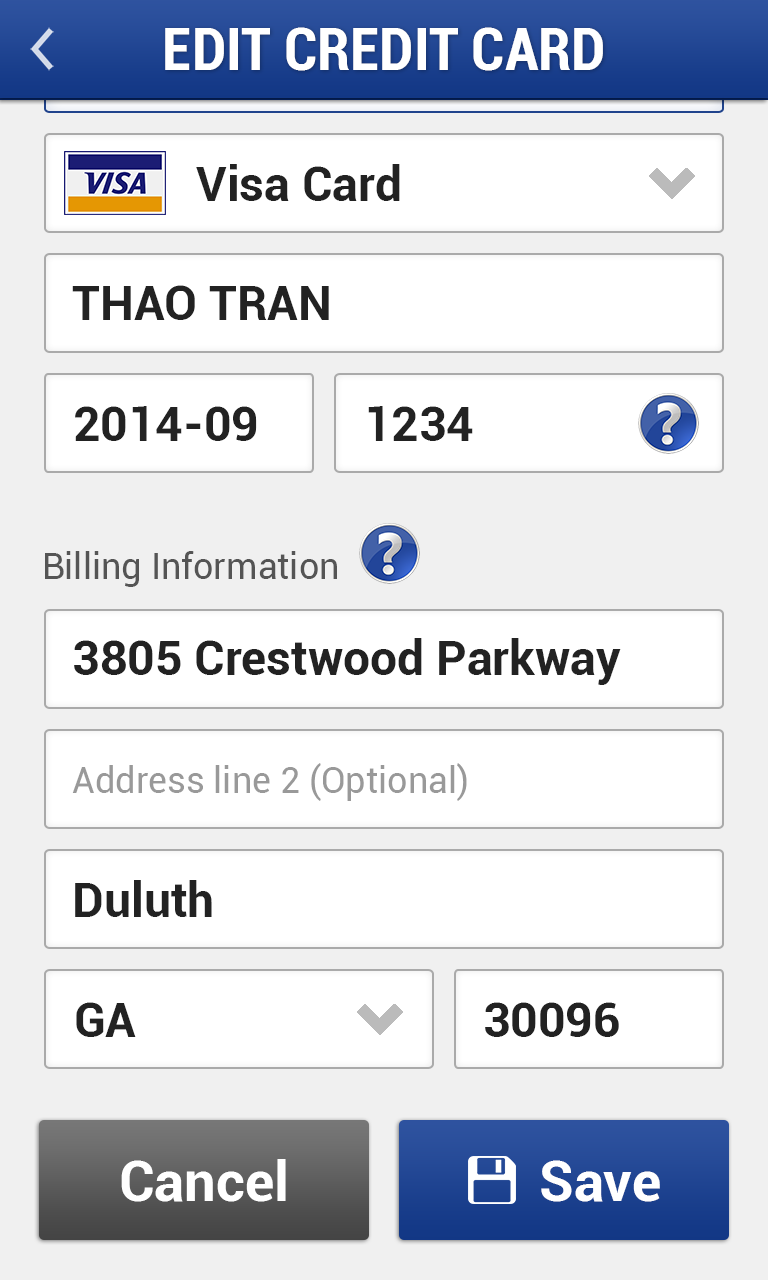 EDIT CREDIT CARD
VISA Visa Card
THAO TRAN
2014-09 1234 ?
Billing Information ?
3805 Crestwood Parkway
Address line 2 (Optional)
Duluth
GA 30096
Cancel Save